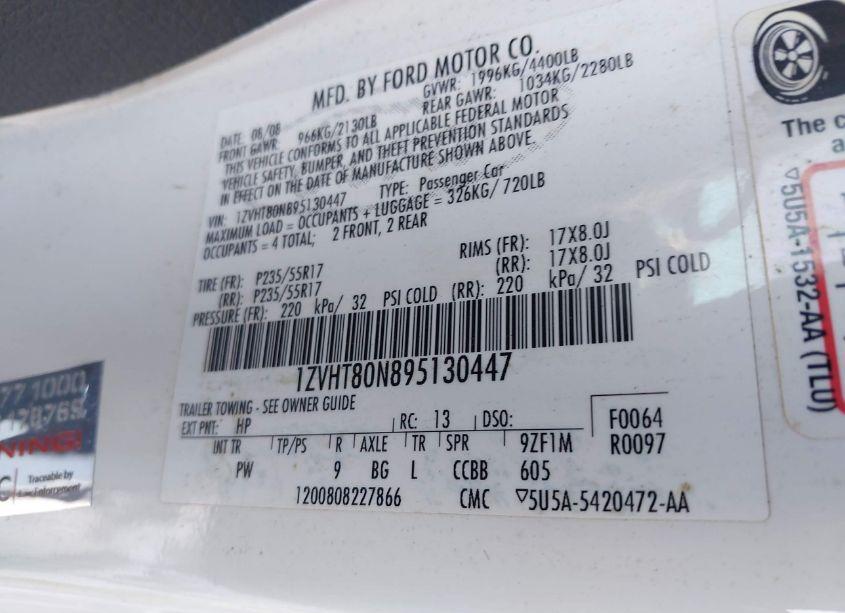 MFD. BY FORD MOTOR CO.
DATE: 08/08 GVWR: 1996KG/4400LB
FRONT GAWR: 966KG/2130LB REAR GAWR: 1034KG/2280LB
THIS VEHICLE CONFORMS TO ALL APPLICABLE FEDERAL MOTOR
VEHICLE SAFETY, BUMPER, AND THEFT PREVENTION STANDARDS
IN EFFECT ON THE DATE OF MANUFACTURE SHOWN ABOVE.
VIN: 1ZVHT80N895130447 TYPE: Passenger Car
MAXIMUM LOAD = OCCUPANTS + LUGGAGE = 326KG/ 720LB
OCCUPANTS = 4 TOTAL; 2 FRONT, 2 REAR
TIRE (FR): P235/55R17 RIMS (FR): 17X8.0J
(RR): P235/55R17 (RR): 17X8.0J
PRESSURE (FR): 220 kPa/ 32 PSI COLD (RR): 220 kPa/ 32 PSI COLD
1ZVHT80N895130447
TRAILER TOWING - SEE OWNER GUIDE
EXT PNT: HP RC: 13 DSO: F0064
INT TR TP/PS R AXLE TR SPR 9ZF1M R0097
PW 9 BG L CCBB 605
1200808227866 CMC ▽5U5A-5420472-AA
The
▽5U5A-1532-AA (TLU)
1000
Traceable by
Law Enforcement